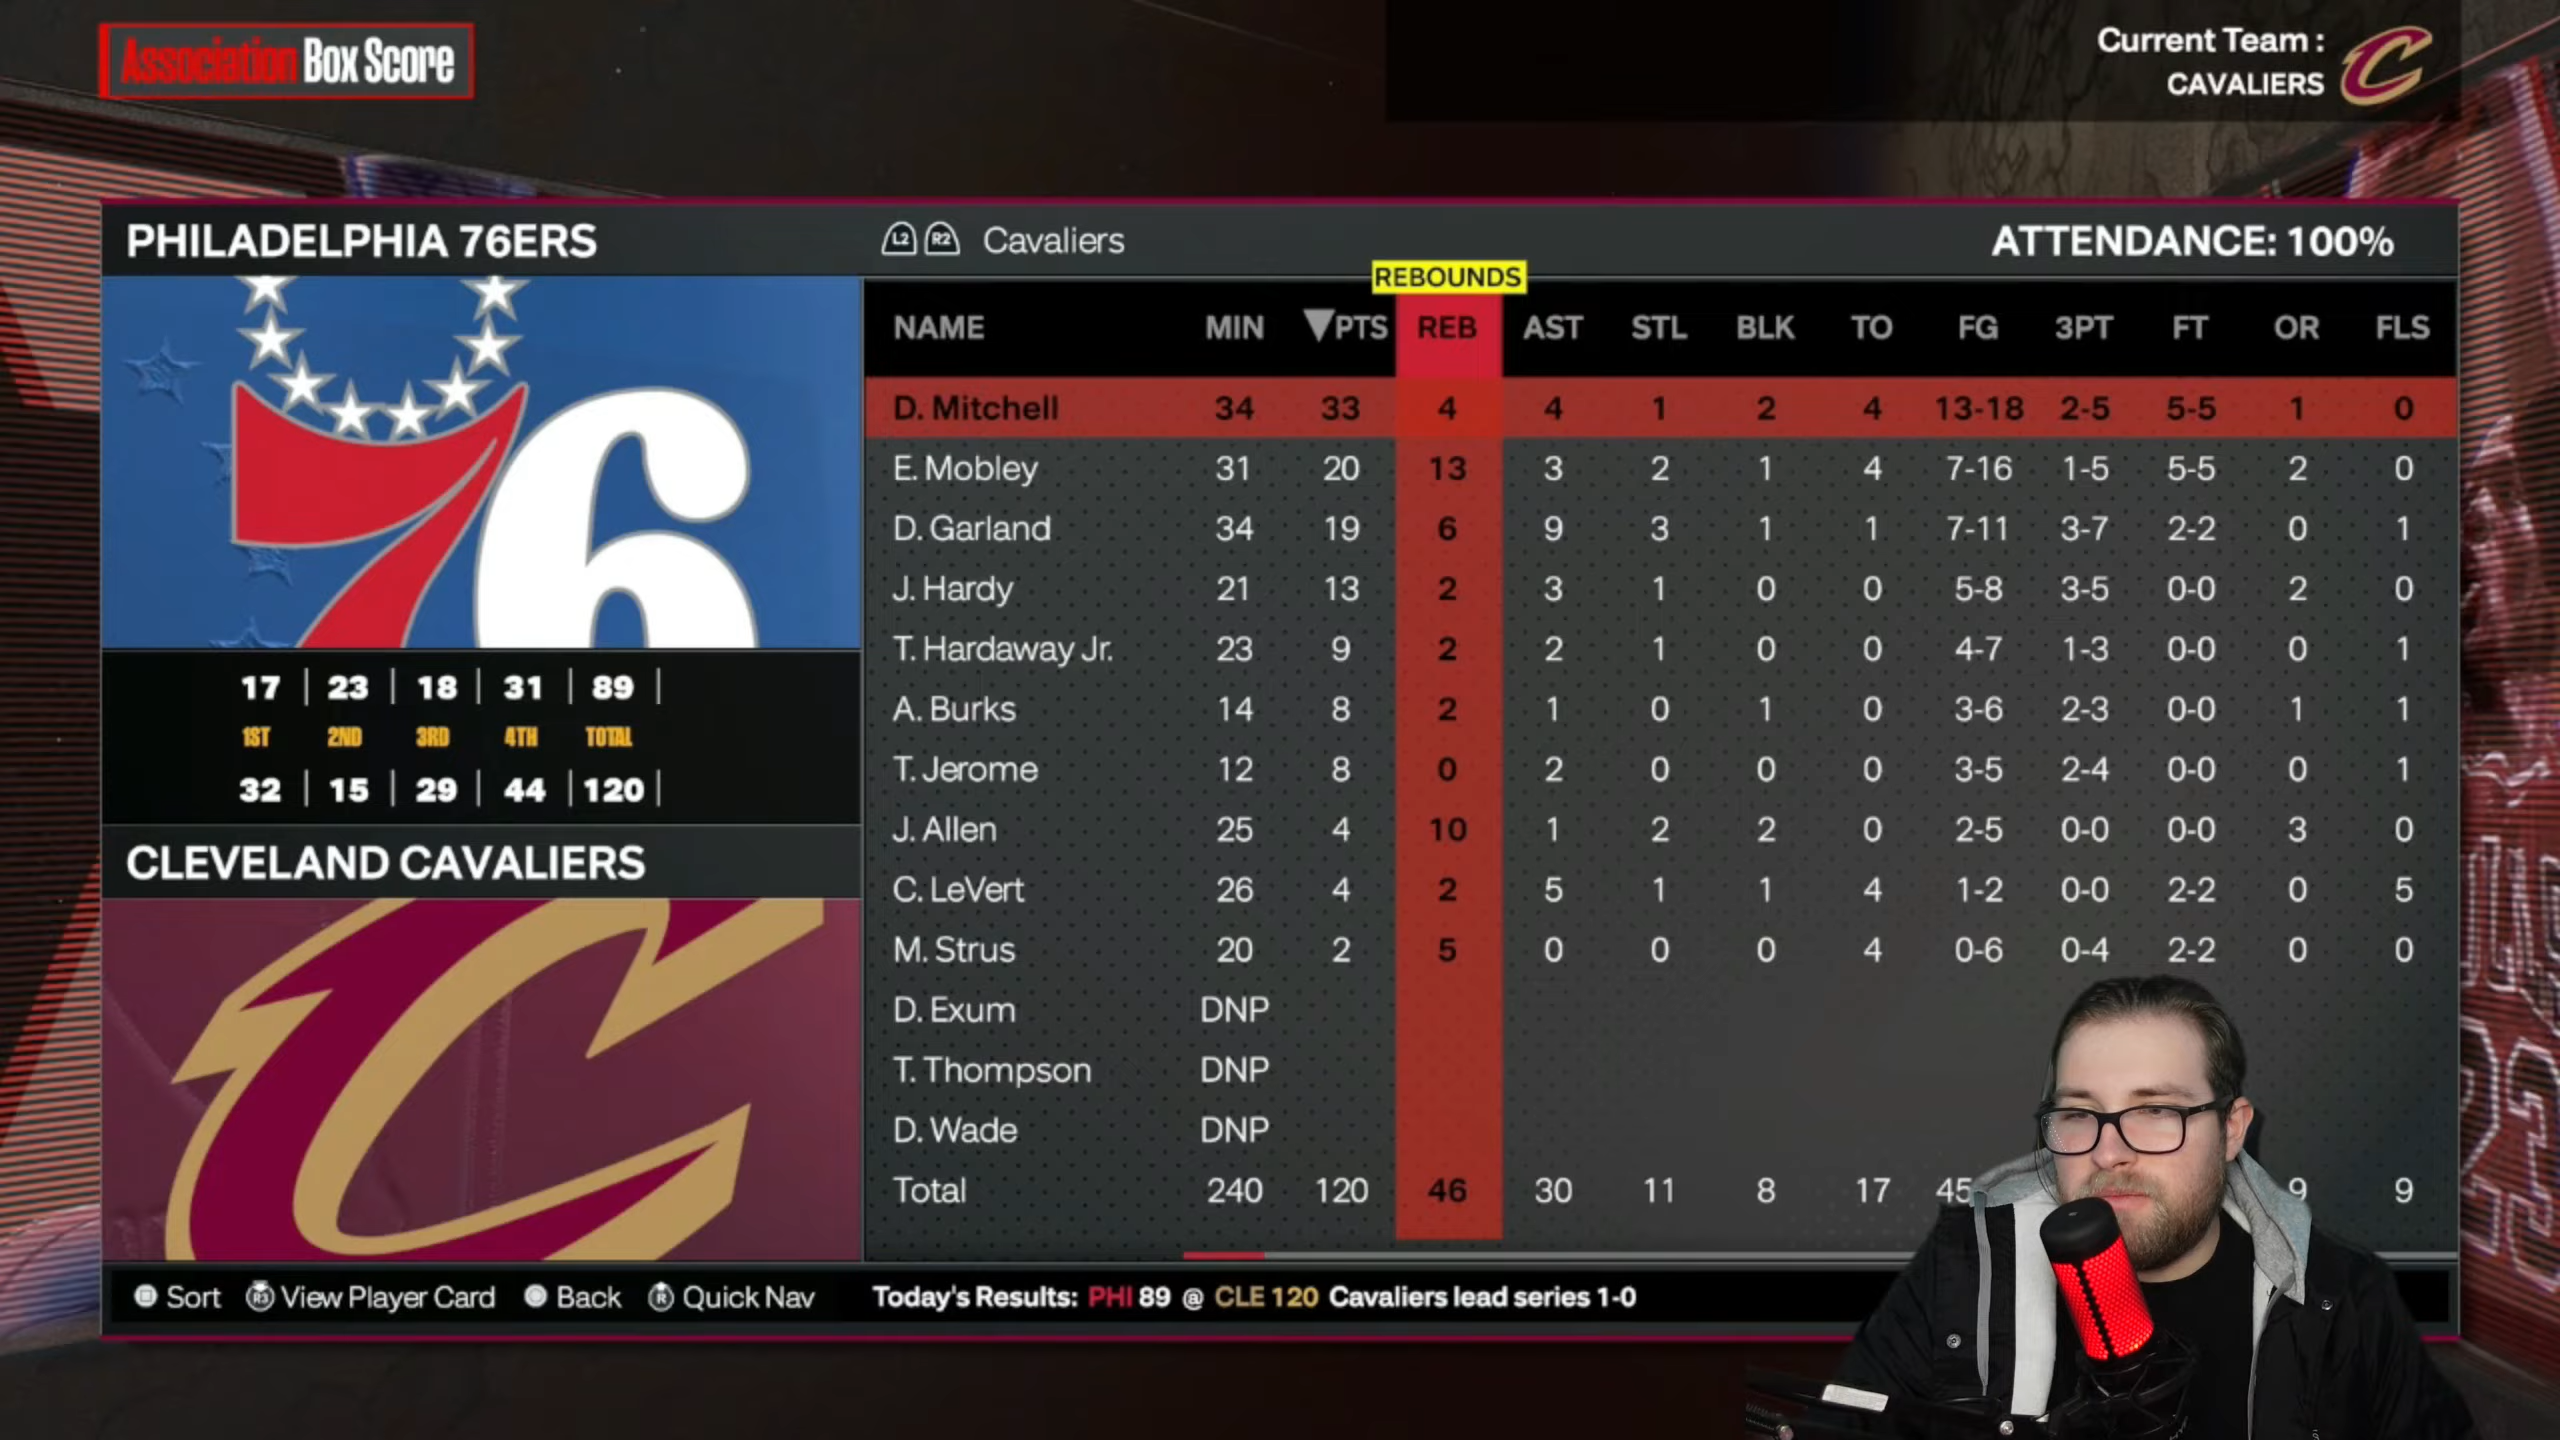 Association Box Score
Current Team :
CAVALIERS
PHILADELPHIA 76ERS
L2 R2 Cavaliers
ATTENDANCE: 100%
REBOUNDS
NAME MIN PTS REB AST STL BLK TO FG 3PT FT OR FLS
D. Mitchell 34 33 4 4 1 2 4 13-18 2-5 5-5 1 0
E. Mobley 31 20 13 3 2 1 4 7-16 1-5 5-5 2 0
D. Garland 34 19 6 9 3 1 1 7-11 3-7 2-2 0 1
J. Hardy 21 13 2 3 1 0 0 5-8 3-5 0-0 2 0
T. Hardaway Jr. 23 9 2 2 1 0 0 4-7 1-3 0-0 0 1
A. Burks 14 8 2 1 0 1 0 3-6 2-3 0-0 1 1
T. Jerome 12 8 0 2 0 0 0 3-5 2-4 0-0 0 1
J. Allen 25 4 10 1 2 2 0 2-5 0-0 0-0 3 0
C. LeVert 26 4 2 5 1 1 4 1-2 0-0 2-2 0 5
M. Strus 20 2 5 0 0 0 4 0-6 0-4 2-2 0 0
D. Exum DNP
T. Thompson DNP
D. Wade DNP
Total 240 120 46 30 11 8 17 45 9 9
76
17 | 23 | 18 | 31 | 89 |
1ST 2ND 3RD 4TH TOTAL
32 | 15 | 29 | 44 | 120 |
CLEVELAND CAVALIERS
C
Sort R3 View Player Card Back R Quick Nav
Today's Results: PHI 89 @ CLE 120 Cavaliers lead series 1-0